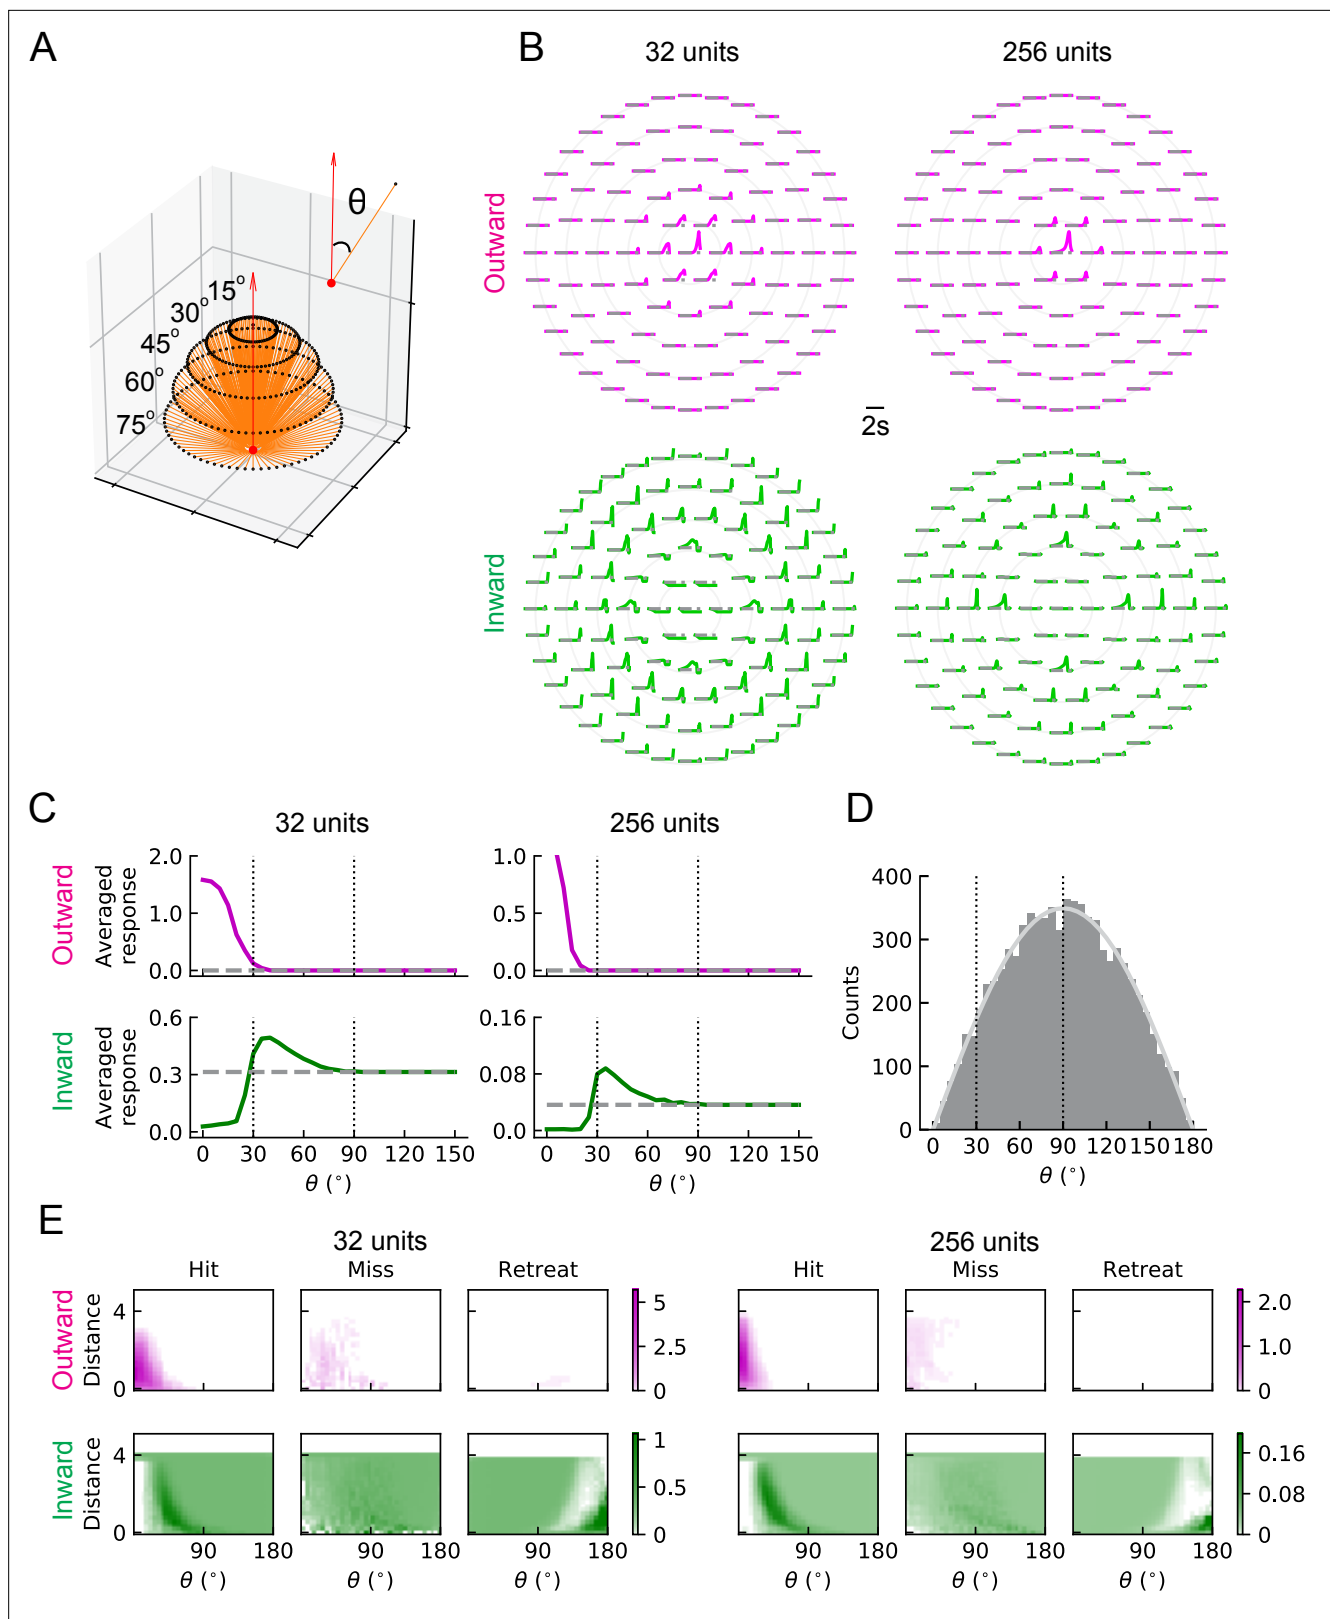 A
θ
15°
30°
45°
60°
75°
B
32 units
256 units
Outward
2s
Inward
C
32 units
256 units
Outward
Averaged response
2.0
1.0
0.0
1.0
0.5
0.0
Inward
Averaged response
0.6
0.3
0.0
0.16
0.08
0.0
0 30 60 90 120 150
0 30 60 90 120 150
θ (°)
θ (°)
D
Counts
400
300
200
100
0
0 30 60 90 120 150 180
θ (°)
E
32 units
256 units
Hit Miss Retreat
Hit Miss Retreat
Outward
Distance
4
0
5
2.5
0
2.0
1.0
0
Inward
Distance
4
0
1
0.5
0
0.16
0.08
0
90 180 90 180 90 180
90 180 90 180 90 180
θ (°) θ (°) θ (°)
θ (°) θ (°) θ (°)